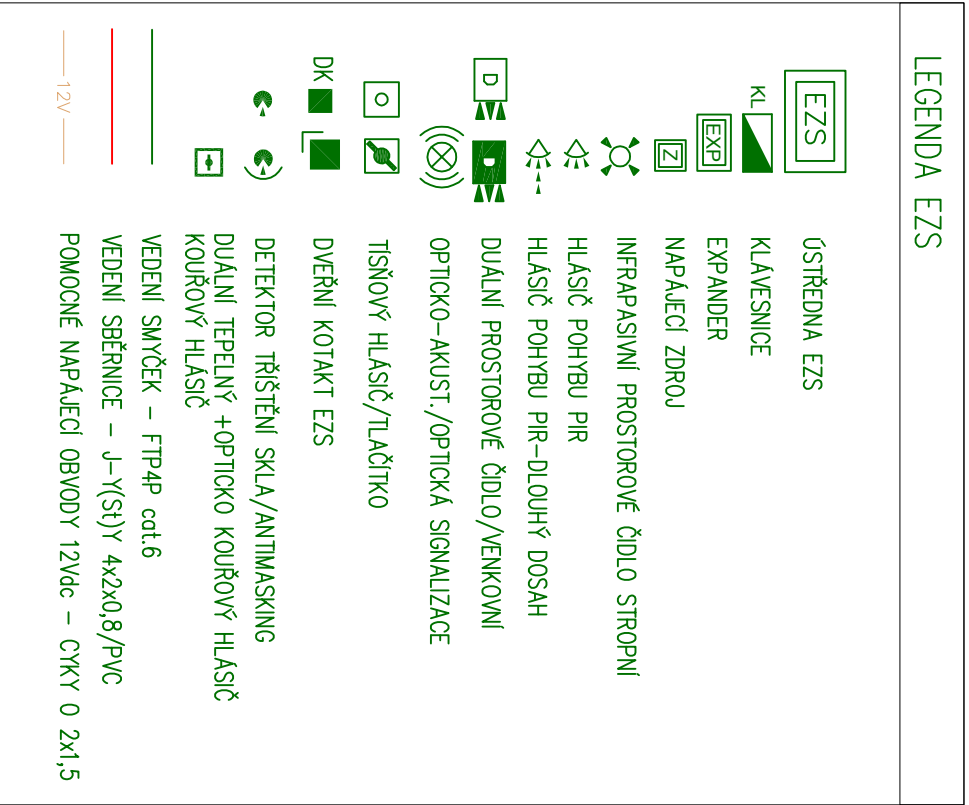 LEGENDA EZS
EZS ÚSTŘEDNA EZS
KL KLÁVESNICE
EXP EXPANDER
Z NAPÁJECÍ ZDROJ
INFRAPASIVNÍ PROSTOROVÉ ČIDLO STROPNÍ
HLÁSIČ POHYBU PIR
HLÁSIČ POHYBU PIR-DLOUHÝ DOSAH
D D DUÁLNÍ PROSTOROVÉ ČIDLO/VENKOVNÍ
OPTICKO-AKUST./OPTICKÁ SIGNALIZACE
TÍSŇOVÝ HLÁSIČ/TLAČÍTKO
DK DVEŘNÍ KOTAKT EZS
DETEKTOR TŘÍŠTĚNÍ SKLA/ANTIMASKING
DUÁLNÍ TEPELNÝ +OPTICKO KOUŘOVÝ HLÁSIČ
KOUŘOVÝ HLÁSIČ
VEDENÍ SMYČEK - FTP4P cat.6
VEDENÍ SBĚRNICE - J-Y(St)Y 4x2x0,8/PVC
12V POMOCNÉ NAPÁJECÍ OBVODY 12Vdc - CYKY O 2x1,5